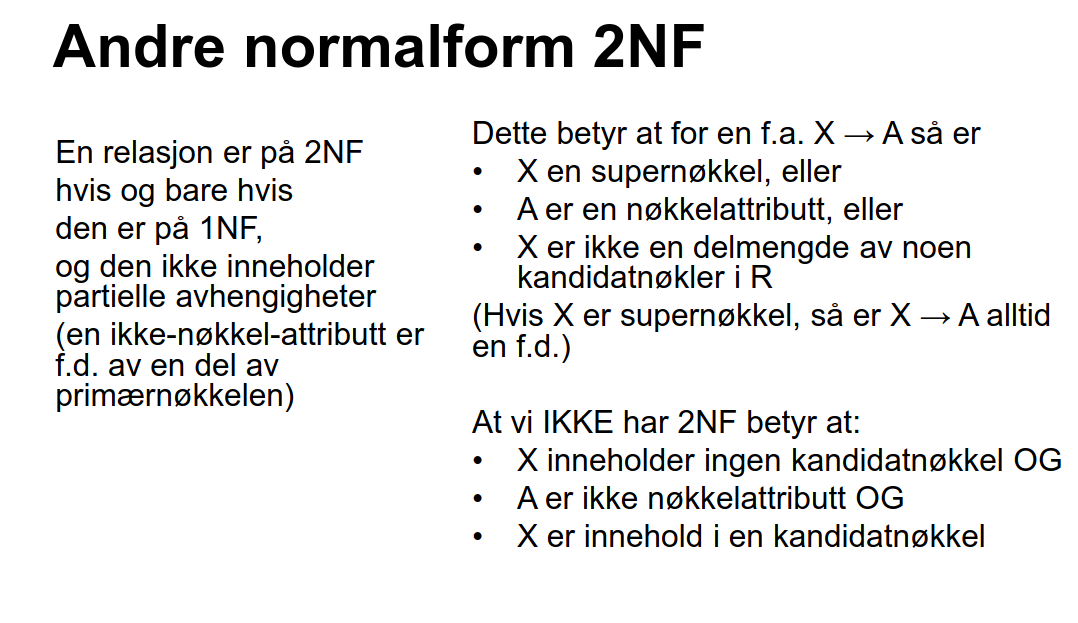 Andre normalform 2NF
En relasjon er på 2NF
hvis og bare hvis
den er på 1NF,
og den ikke inneholder
partielle avhengigheter
(en ikke-nøkkel-attributt er
f.d. av en del av
primærnøkkelen)
Dette betyr at for en f.a. X → A så er
• X en supernøkkel, eller
• A er en nøkkelattributt, eller
• X er ikke en delmengde av noen
kandidatnøkler i R
(Hvis X er supernøkkel, så er X → A alltid
en f.d.)
At vi IKKE har 2NF betyr at:
• X inneholder ingen kandidatnøkkel OG
• A er ikke nøkkelattributt OG
• X er innehold i en kandidatnøkkel